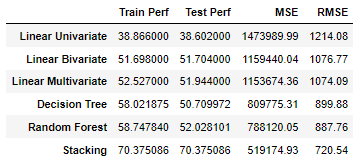 Train Perf Test Perf MSE RMSE
Linear Univariate 38.866000 38.602000 1473989.99 1214.08
Linear Bivariate 51.698000 51.704000 1159440.04 1076.77
Linear Multivariate 52.527000 51.944000 1153674.36 1074.09
Decision Tree 58.021875 50.709972 809775.31 899.88
Random Forest 58.747840 52.028101 788120.05 887.76
Stacking 70.375086 70.375086 519174.93 720.54